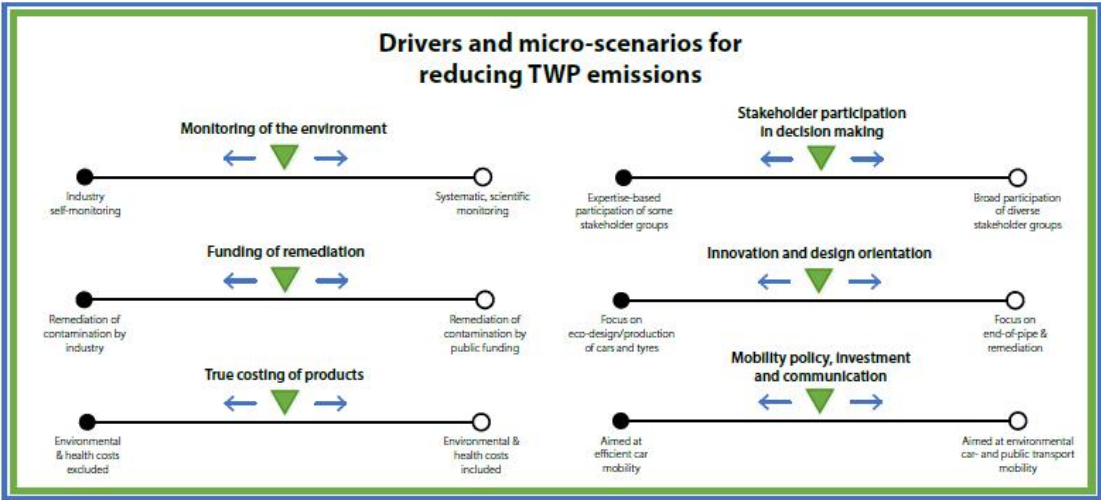 Drivers and micro-scenarios for
reducing TWP emissions
Monitoring of the environment
Industry
self-monitoring
Systematic, scientific
monitoring
Stakeholder participation
in decision making
Expertise-based
participation of some
stakeholder groups
Broad participation
of diverse
stakeholder groups
Funding of remediation
Remediation of
contamination by
industry
Remediation of
contamination by
public funding
Innovation and design orientation
Focus on
eco-design/production
of cars and tyres
Focus on
end-of-pipe &
remediation
True costing of products
Environmental
& health costs
excluded
Environmental &
health costs
included
Mobility policy, investment
and communication
Aimed at
efficient car
mobility
Aimed at environmental
car- and public transport
mobility